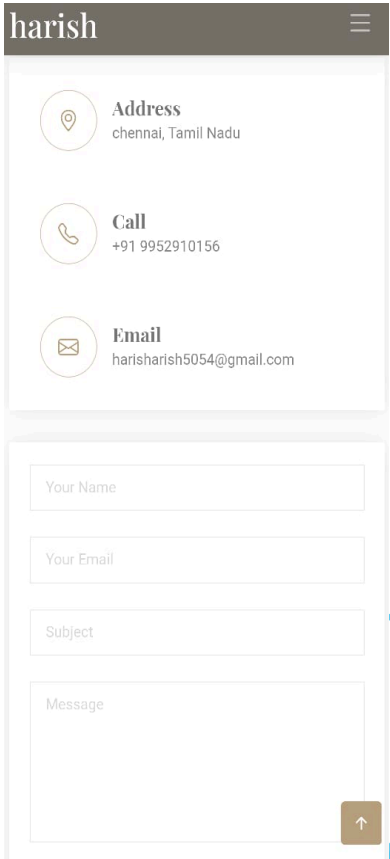 harish
Address
chennai, Tamil Nadu
Call
+91 9952910156
Email
harisharish5054@gmail.com
Your Name
Your Email
Subject
Message